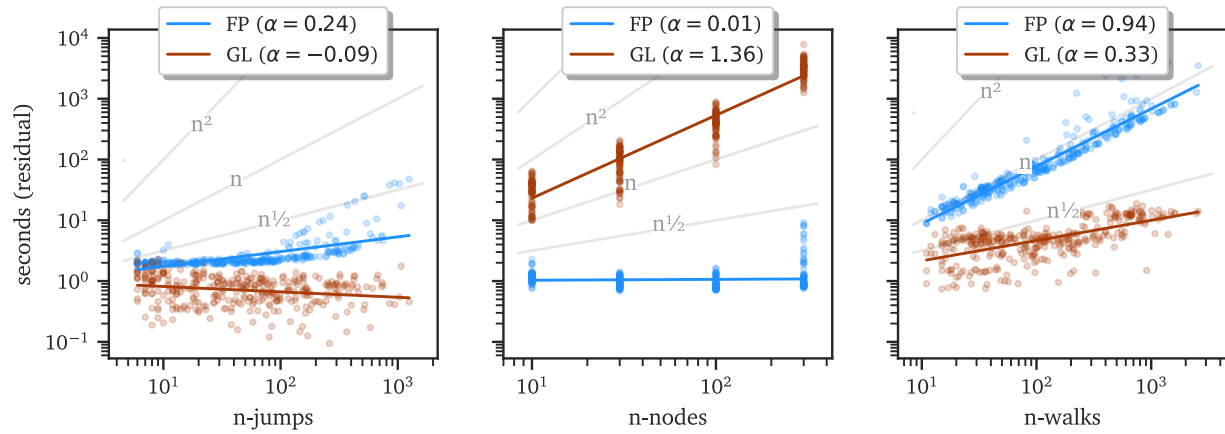 FP (α = 0.24)
GL (α = −0.09)
FP (α = 0.01)
GL (α = 1.36)
FP (α = 0.94)
GL (α = 0.33)
seconds (residual)
10⁴
10³
10²
10¹
10⁰
10⁻¹
n²
n
n½
n²
n
n½
n²
n
n½
10¹
10²
10³
10¹
10²
10¹
10²
10³
n-jumps
n-nodes
n-walks